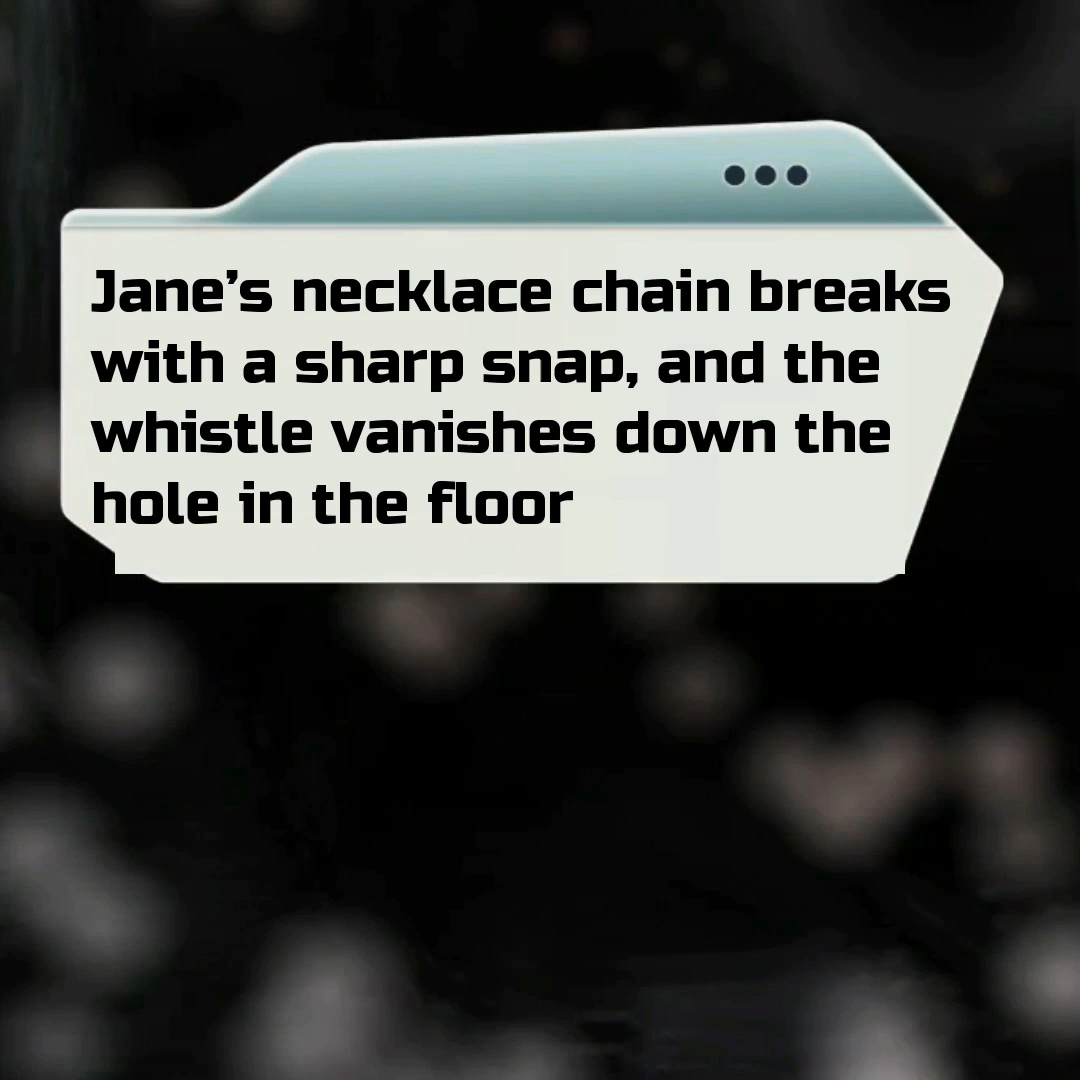 Jane’s necklace chain breaks
with a sharp snap, and the
whistle vanishes down the
hole in the floor